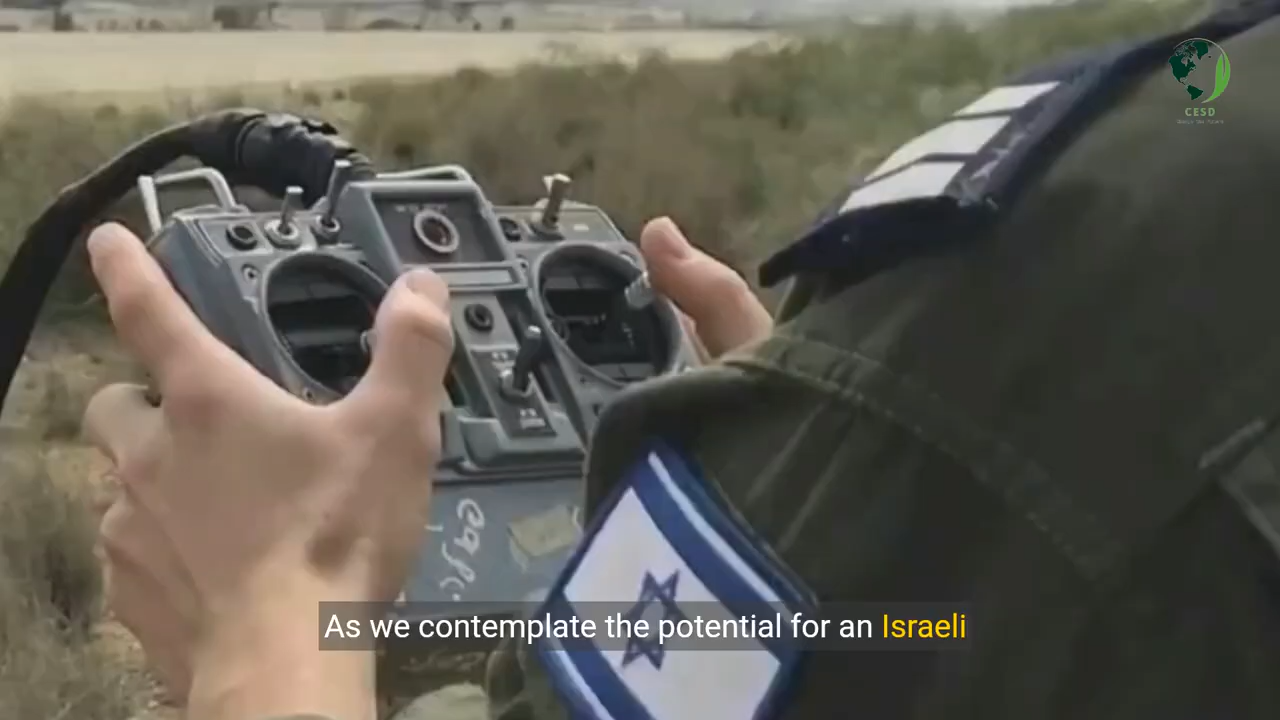 CESD
As we contemplate the potential for an Israeli